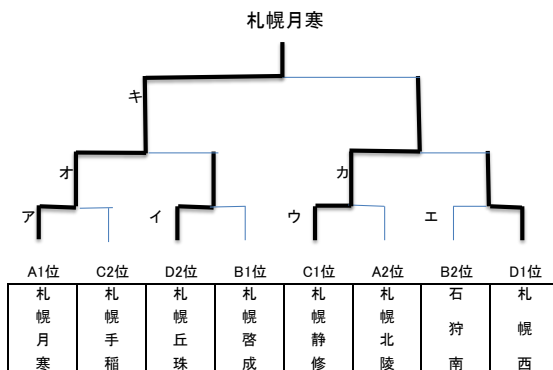 札幌月寒
キ
オ
カ
ア
イ
ウ
エ
A1位 C2位 D2位 B1位 C1位 A2位 B2位 D1位
札幌月寒 札幌手稲 札幌丘珠 札幌啓成 札幌静修 札幌北陵 石狩南 札幌西